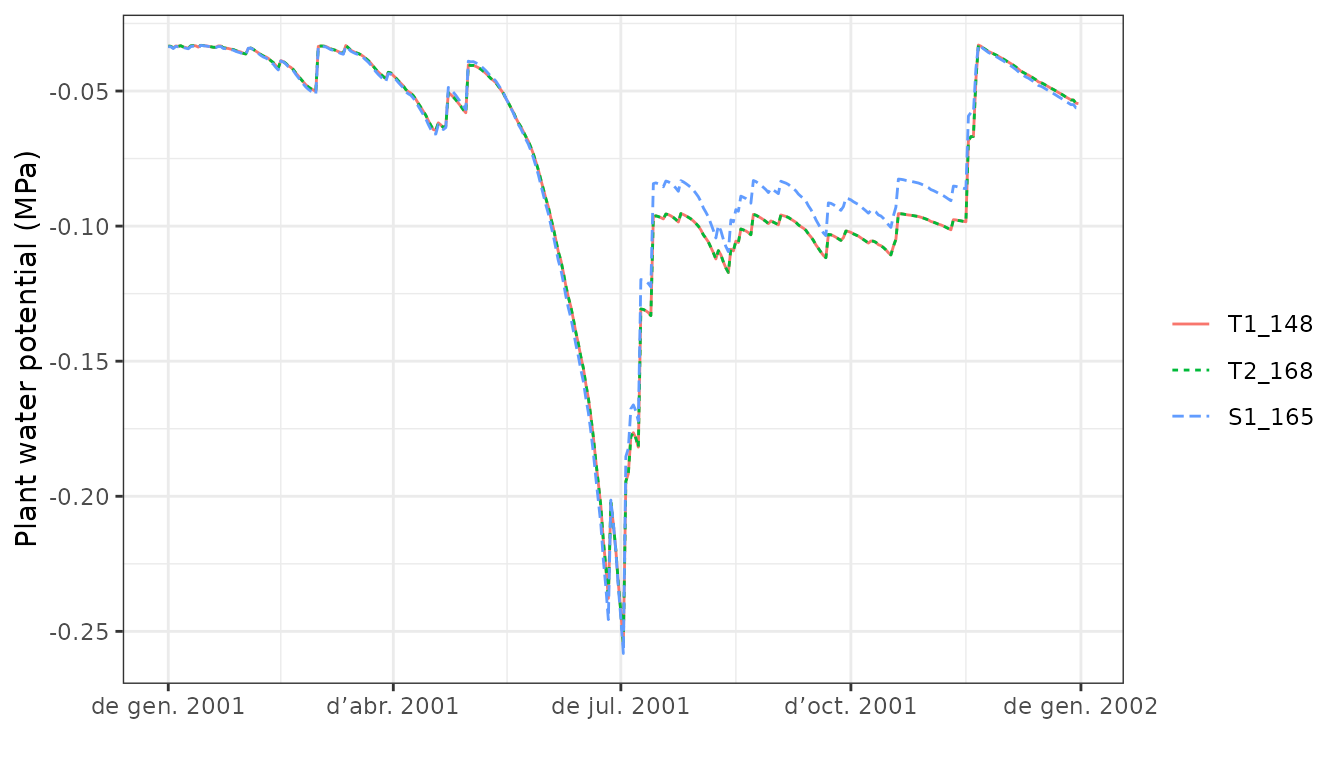 Plant water potential (MPa)
-0.05
-0.10
-0.15
-0.20
-0.25
de gen. 2001
d’abr. 2001
de jul. 2001
d’oct. 2001
de gen. 2002
T1_148
T2_168
S1_165